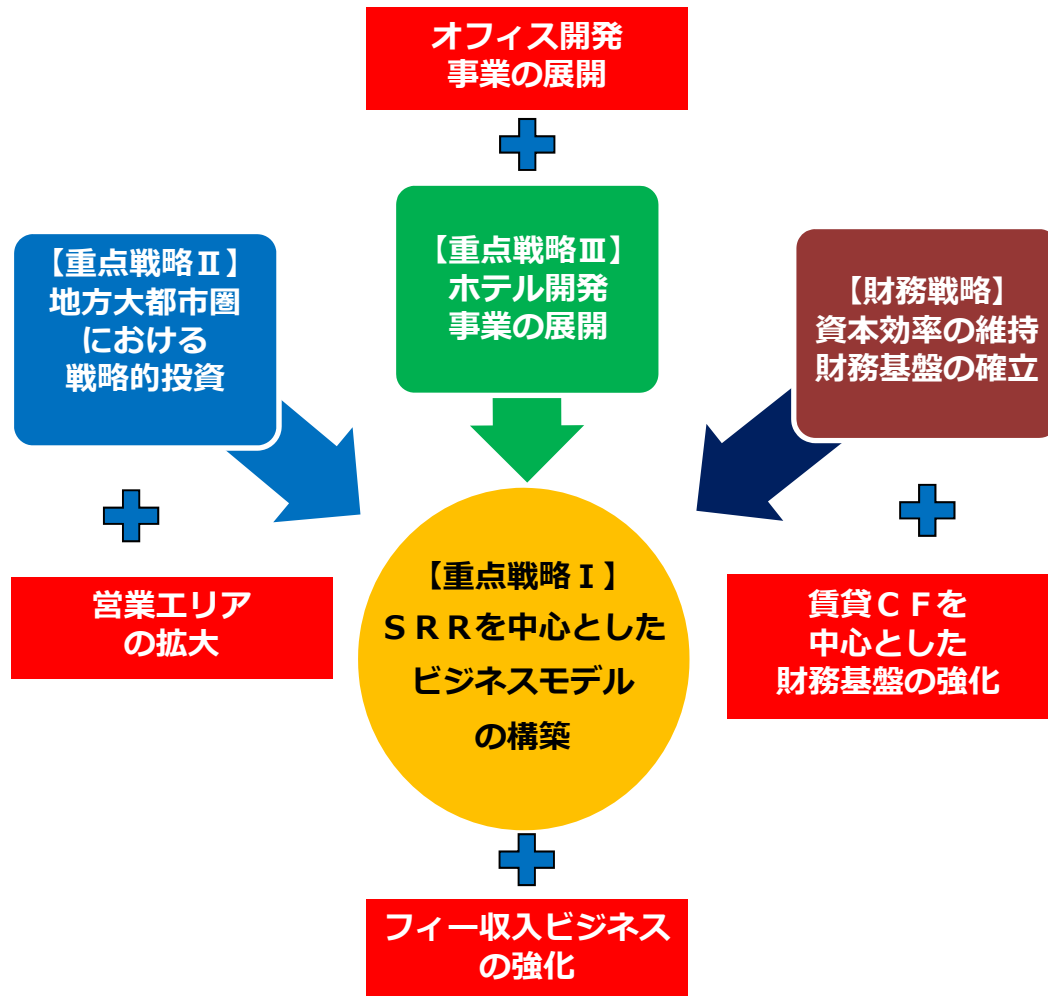 オフィス開発
事業の展開
【重点戦略Ⅱ】
地方大都市圏
における
戦略的投資
【重点戦略Ⅲ】
ホテル開発
事業の展開
【財務戦略】
資本効率の維持
財務基盤の確立
営業エリア
の拡大
【重点戦略Ⅰ】
ＳＲＲを中心とした
ビジネスモデル
の構築
賃貸ＣＦを
中心とした
財務基盤の強化
フィー収入ビジネス
の強化